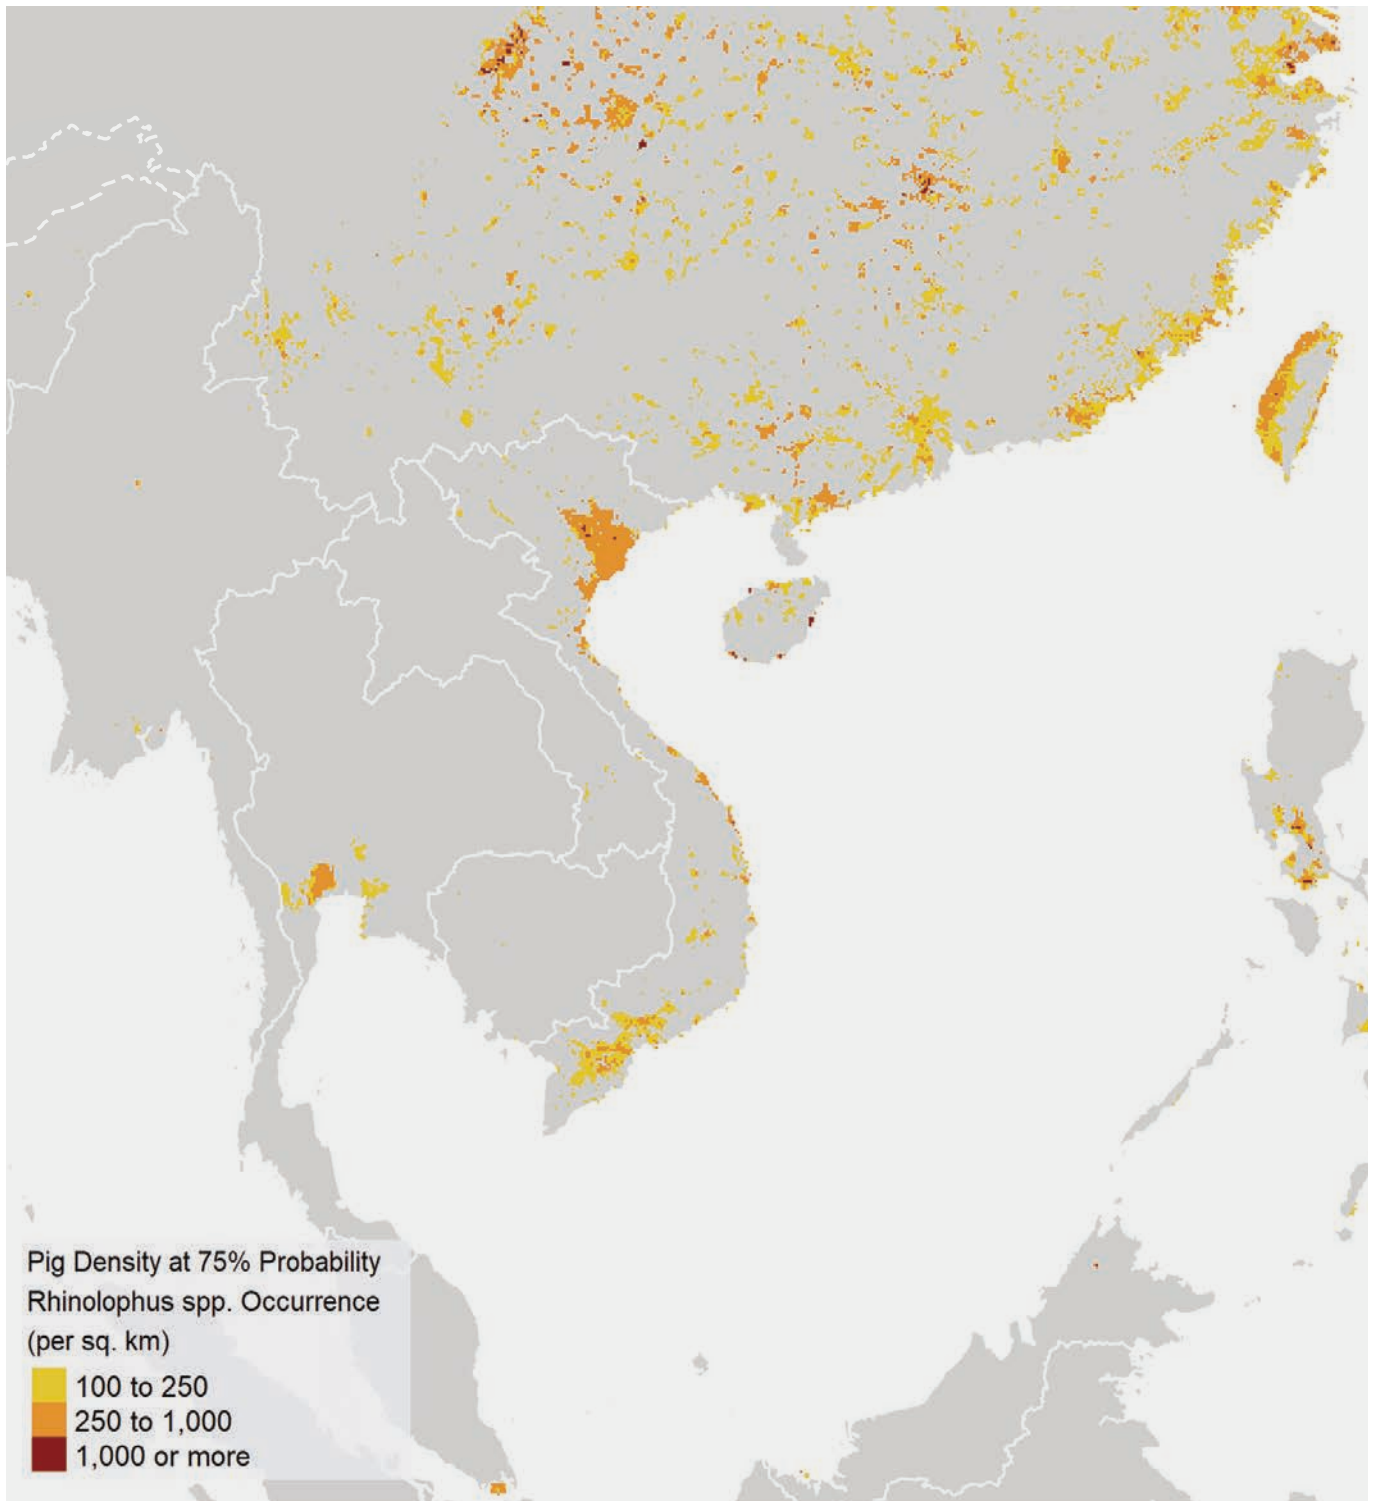 Pig Density at 75% Probability
Rhinolophus spp. Occurrence
(per sq. km)
100 to 250
250 to 1,000
1,000 or more